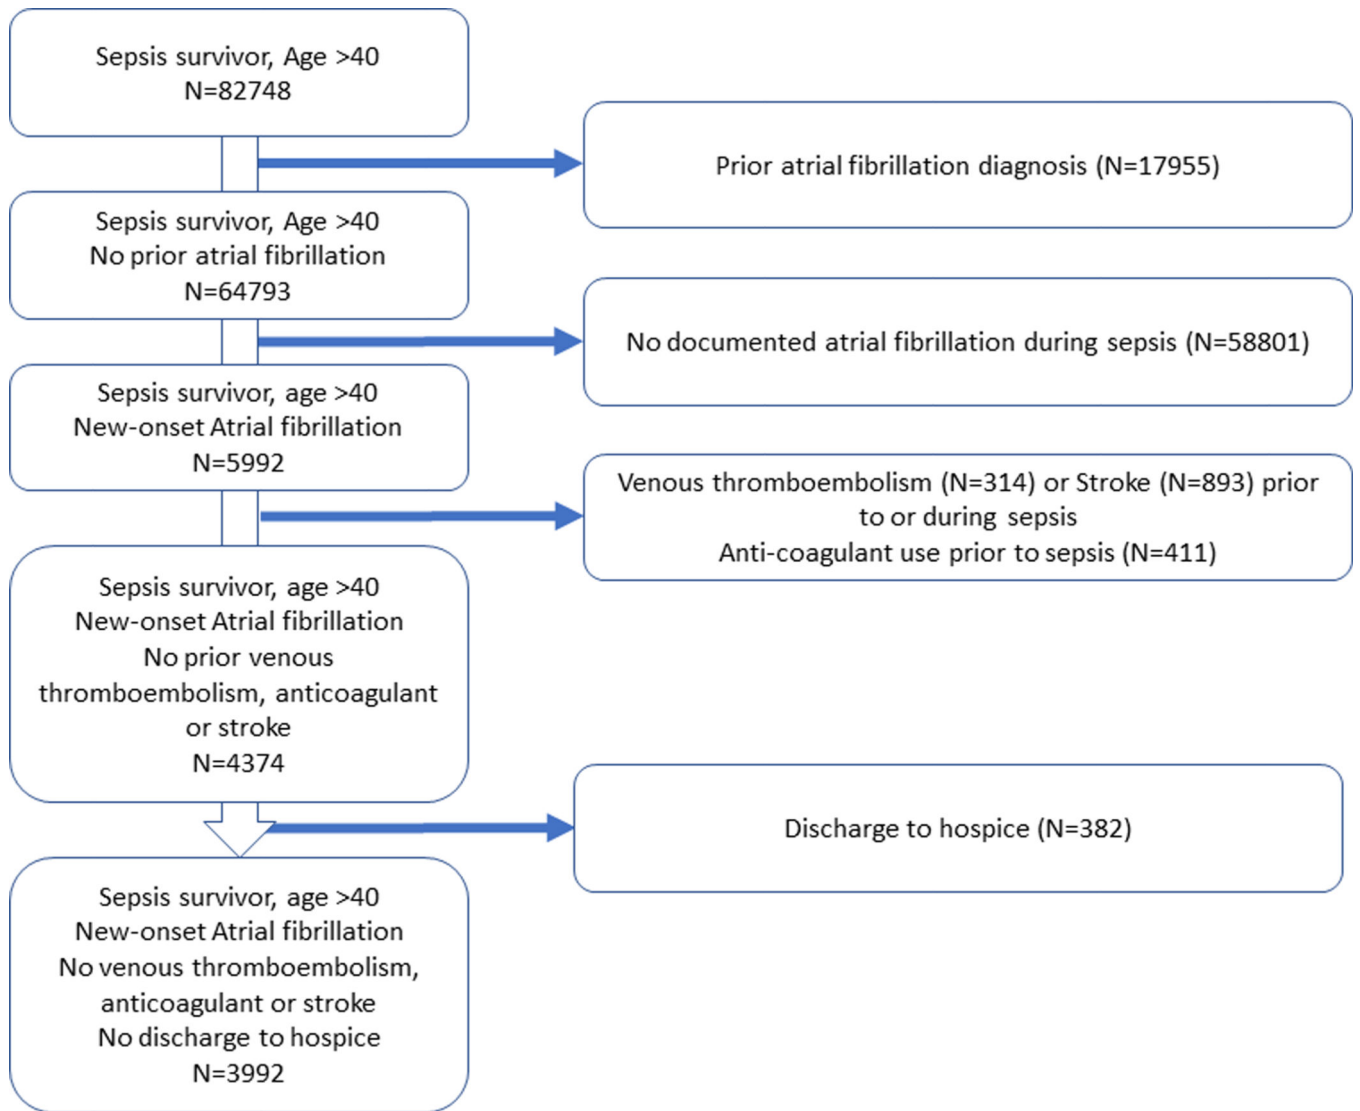 Sepsis survivor, Age >40
N=82748
Prior atrial fibrillation diagnosis (N=17955)
Sepsis survivor, Age >40
No prior atrial fibrillation
N=64793
No documented atrial fibrillation during sepsis (N=58801)
Sepsis survivor, age >40
New-onset Atrial fibrillation
N=5992
Venous thromboembolism (N=314) or Stroke (N=893) prior
to or during sepsis
Anti-coagulant use prior to sepsis (N=411)
Sepsis survivor, age >40
New-onset Atrial fibrillation
No prior venous
thromboembolism, anticoagulant
or stroke
N=4374
Discharge to hospice (N=382)
Sepsis survivor, age >40
New-onset Atrial fibrillation
No venous thromboembolism,
anticoagulant or stroke
No discharge to hospice
N=3992